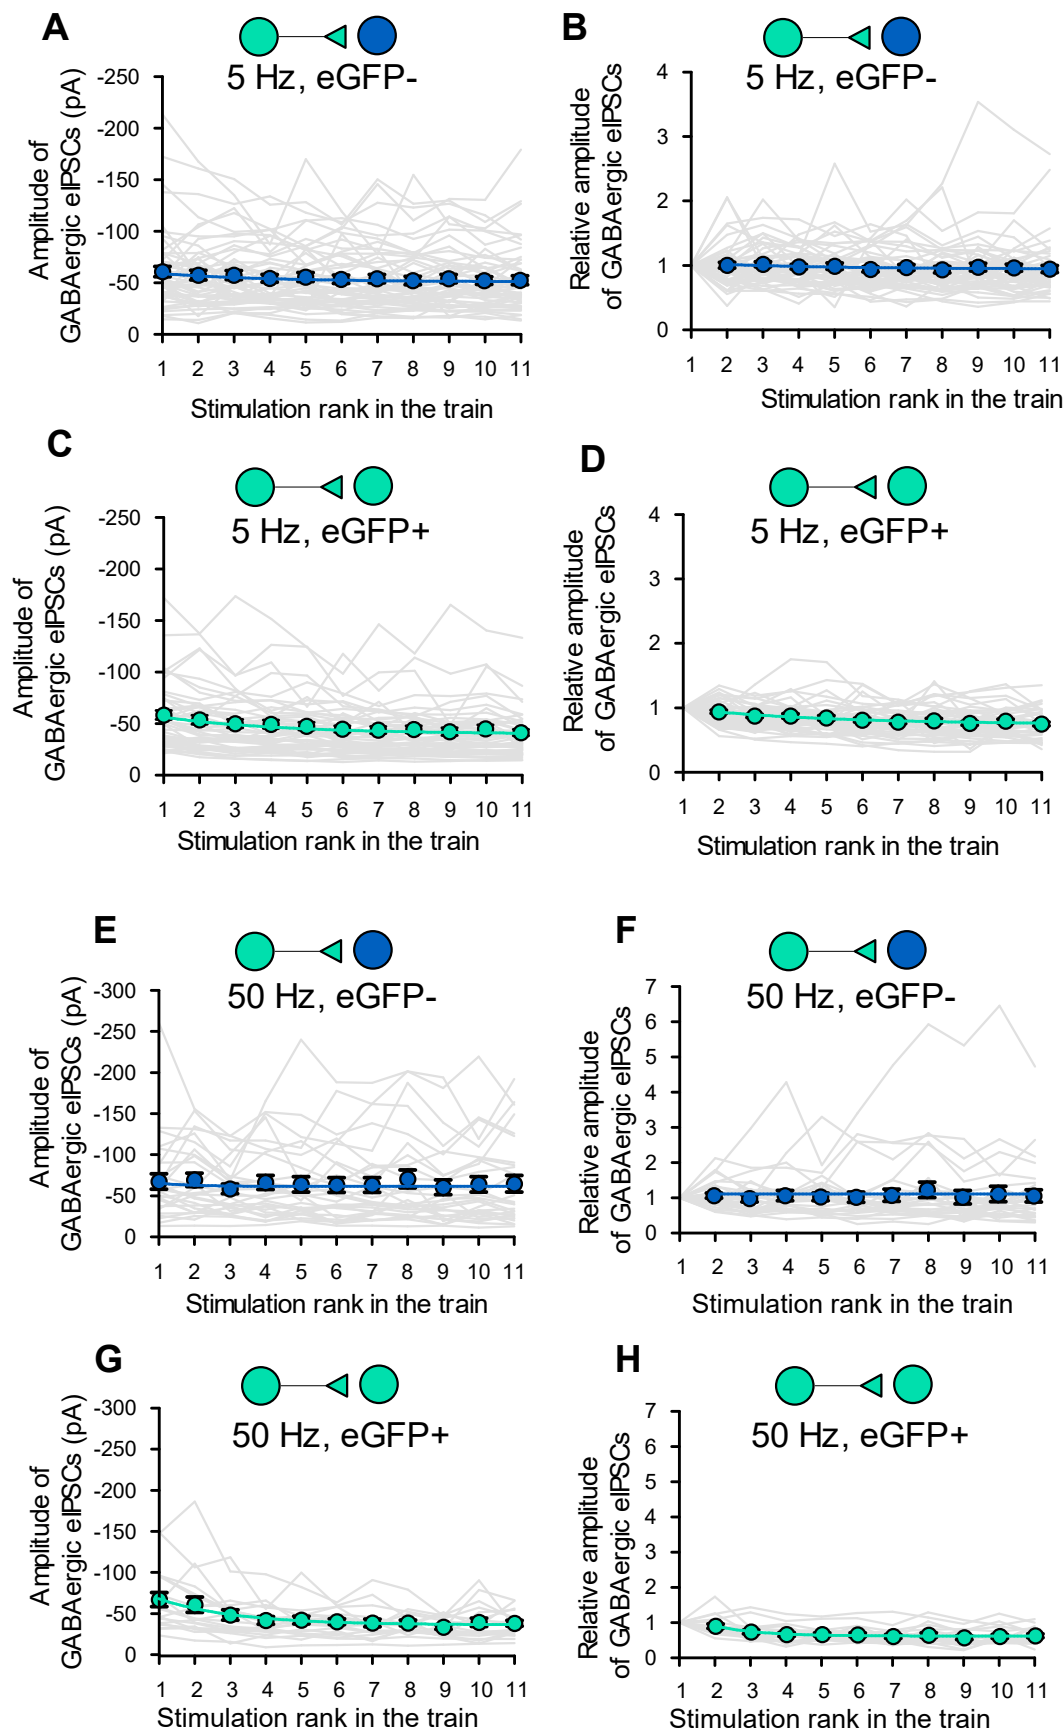 A
5 Hz, eGFP-
Amplitude of
GABAergic eIPSCs (pA)
-250
-200
-150
-100
-50
0
1 2 3 4 5 6 7 8 9 10 11
Stimulation rank in the train
B
5 Hz, eGFP-
Relative amplitude
of GABAergic eIPSCs
4
3
2
1
0
1 2 3 4 5 6 7 8 9 10 11
Stimulation rank in the train
C
5 Hz, eGFP+
Amplitude of
GABAergic eIPSCs (pA)
-250
-200
-150
-100
-50
0
1 2 3 4 5 6 7 8 9 10 11
Stimulation rank in the train
D
5 Hz, eGFP+
Relative amplitude
of GABAergic eIPSCs
4
3
2
1
0
1 2 3 4 5 6 7 8 9 10 11
Stimulation rank in the train
E
50 Hz, eGFP-
Amplitude of
GABAergic eIPSCs (pA)
-300
-250
-200
-150
-100
-50
0
1 2 3 4 5 6 7 8 9 10 11
Stimulation rank in the train
F
50 Hz, eGFP-
Relative amplitude
of GABAergic eIPSCs
7
6
5
4
3
2
1
0
1 2 3 4 5 6 7 8 9 10 11
Stimulation rank in the train
G
50 Hz, eGFP+
Amplitude of
GABAergic eIPSCs (pA)
-300
-250
-200
-150
-100
-50
0
1 2 3 4 5 6 7 8 9 10 11
Stimulation rank in the train
H
50 Hz, eGFP+
Relative amplitude
of GABAergic eIPSCs
7
6
5
4
3
2
1
0
1 2 3 4 5 6 7 8 9 10 11
Stimulation rank in the train